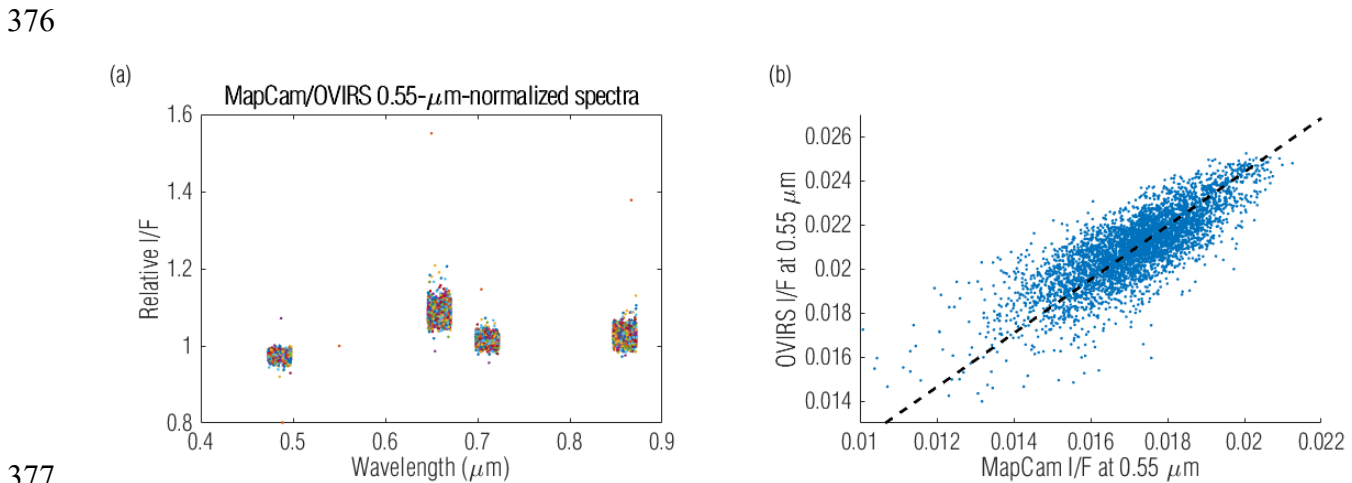 376
(a)
MapCam/OVIRS 0.55-μm-normalized spectra
1.6
1.4
1.2
1
0.8
Relative I/F
0.4 0.5 0.6 0.7 0.8 0.9
Wavelength (μm)
(b)
0.026
0.024
0.022
0.02
0.018
0.016
0.014
OVIRS I/F at 0.55 μm
0.01 0.012 0.014 0.016 0.018 0.02 0.022
MapCam I/F at 0.55 μm
377